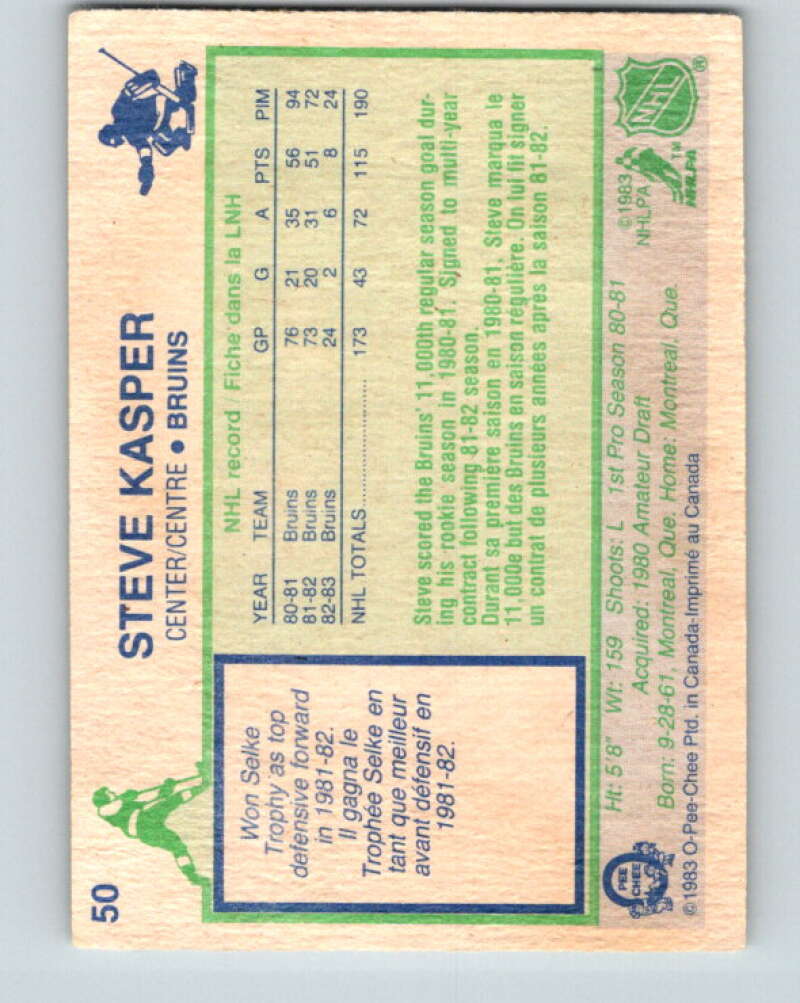 50
STEVE KASPER
CENTER/CENTRE • BRUINS
Won Selke
Trophy as top
defensive forward
in 1981-82.
Il gagna le
Trophée Selke en
tant que meilleur
avant défensif en
1981-82.
NHL record / Fiche dans la LNH
YEAR TEAM GP G A PTS PIM
80-81 Bruins 76 21 35 56 94
81-82 Bruins 73 20 31 51 72
82-83 Bruins 24 2 6 8 24
NHL TOTALS.................... 173 43 72 115 190
Steve scored the Bruins' 11,000th regular season goal dur-
ing his rookie season in 1980-81. Signed to multi-year
contract following 81-82 season.
Durant sa première saison en 1980-81, Steve marqua le
11,000e but des Bruins en saison régulière. On lui fit signer
un contrat de plusieurs années après la saison 81-82.
Ht: 5'8" Wt: 159 Shoots: L 1st Pro Season 80-81
Acquired: 1980 Amateur Draft
Born: 9-28-61, Montreal, Que. Home: Montreal, Que.
©1983 O-Pee-Chee Ptd. in Canada-Imprimé au Canada
O
PEE
CHEE
©1983
NHLPA
NHLPA
TM
NHL
®